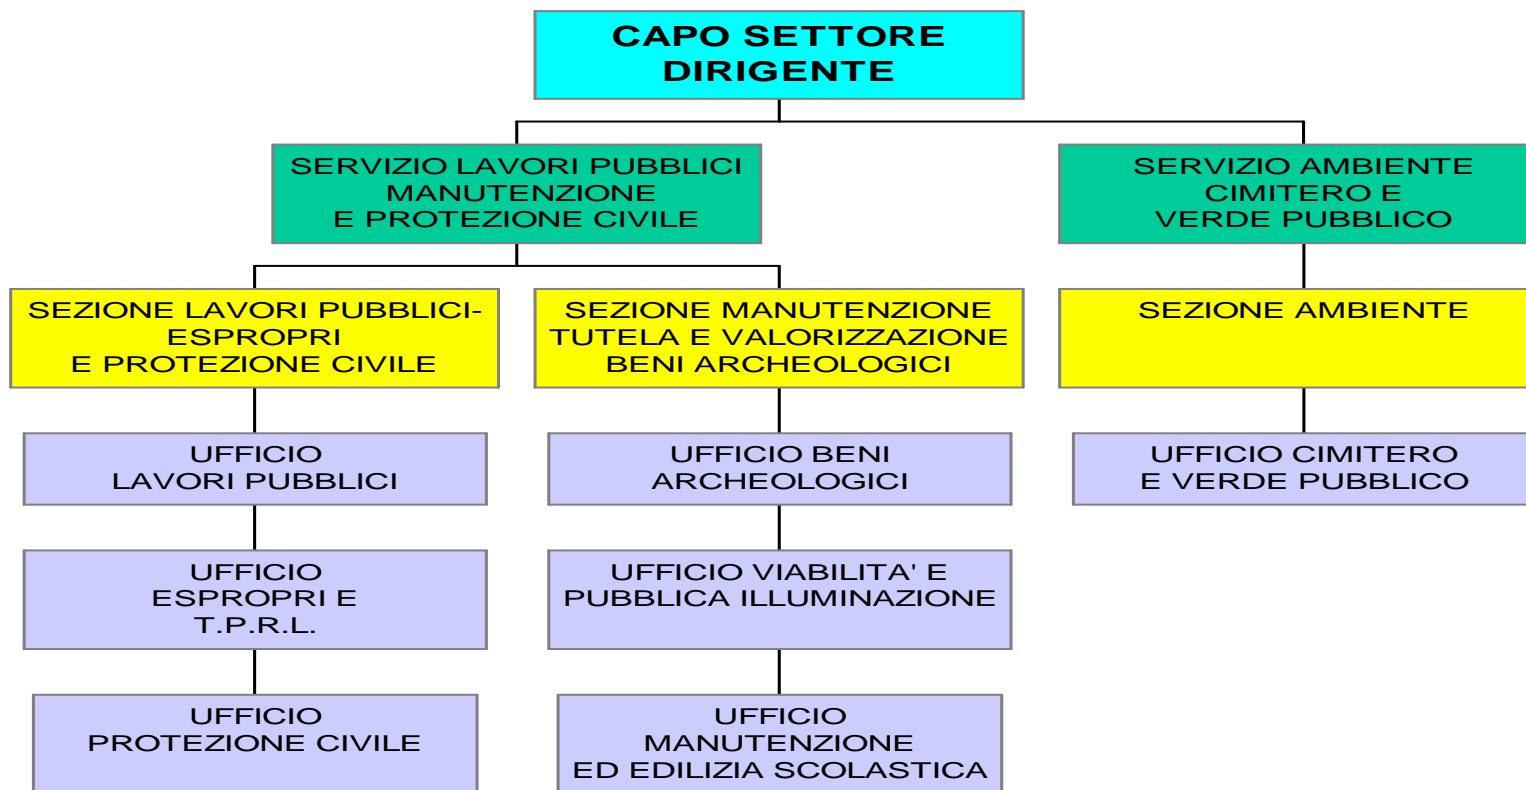 CAPO SETTORE
DIRIGENTE
SERVIZIO LAVORI PUBBLICI
MANUTENZIONE
E PROTEZIONE CIVILE
SERVIZIO AMBIENTE
CIMITERO E
VERDE PUBBLICO
SEZIONE LAVORI PUBBLICI-
ESPROPRI
E PROTEZIONE CIVILE
SEZIONE MANUTENZIONE
TUTELA E VALORIZZAZIONE
BENI ARCHEOLOGICI
SEZIONE AMBIENTE
UFFICIO
LAVORI PUBBLICI
UFFICIO BENI
ARCHEOLOGICI
UFFICIO CIMITERO
E VERDE PUBBLICO
UFFICIO
ESPROPRI E
T.P.R.L.
UFFICIO VIABILITA' E
PUBBLICA ILLUMINAZIONE
UFFICIO
PROTEZIONE CIVILE
UFFICIO
MANUTENZIONE
ED EDILIZIA SCOLASTICA